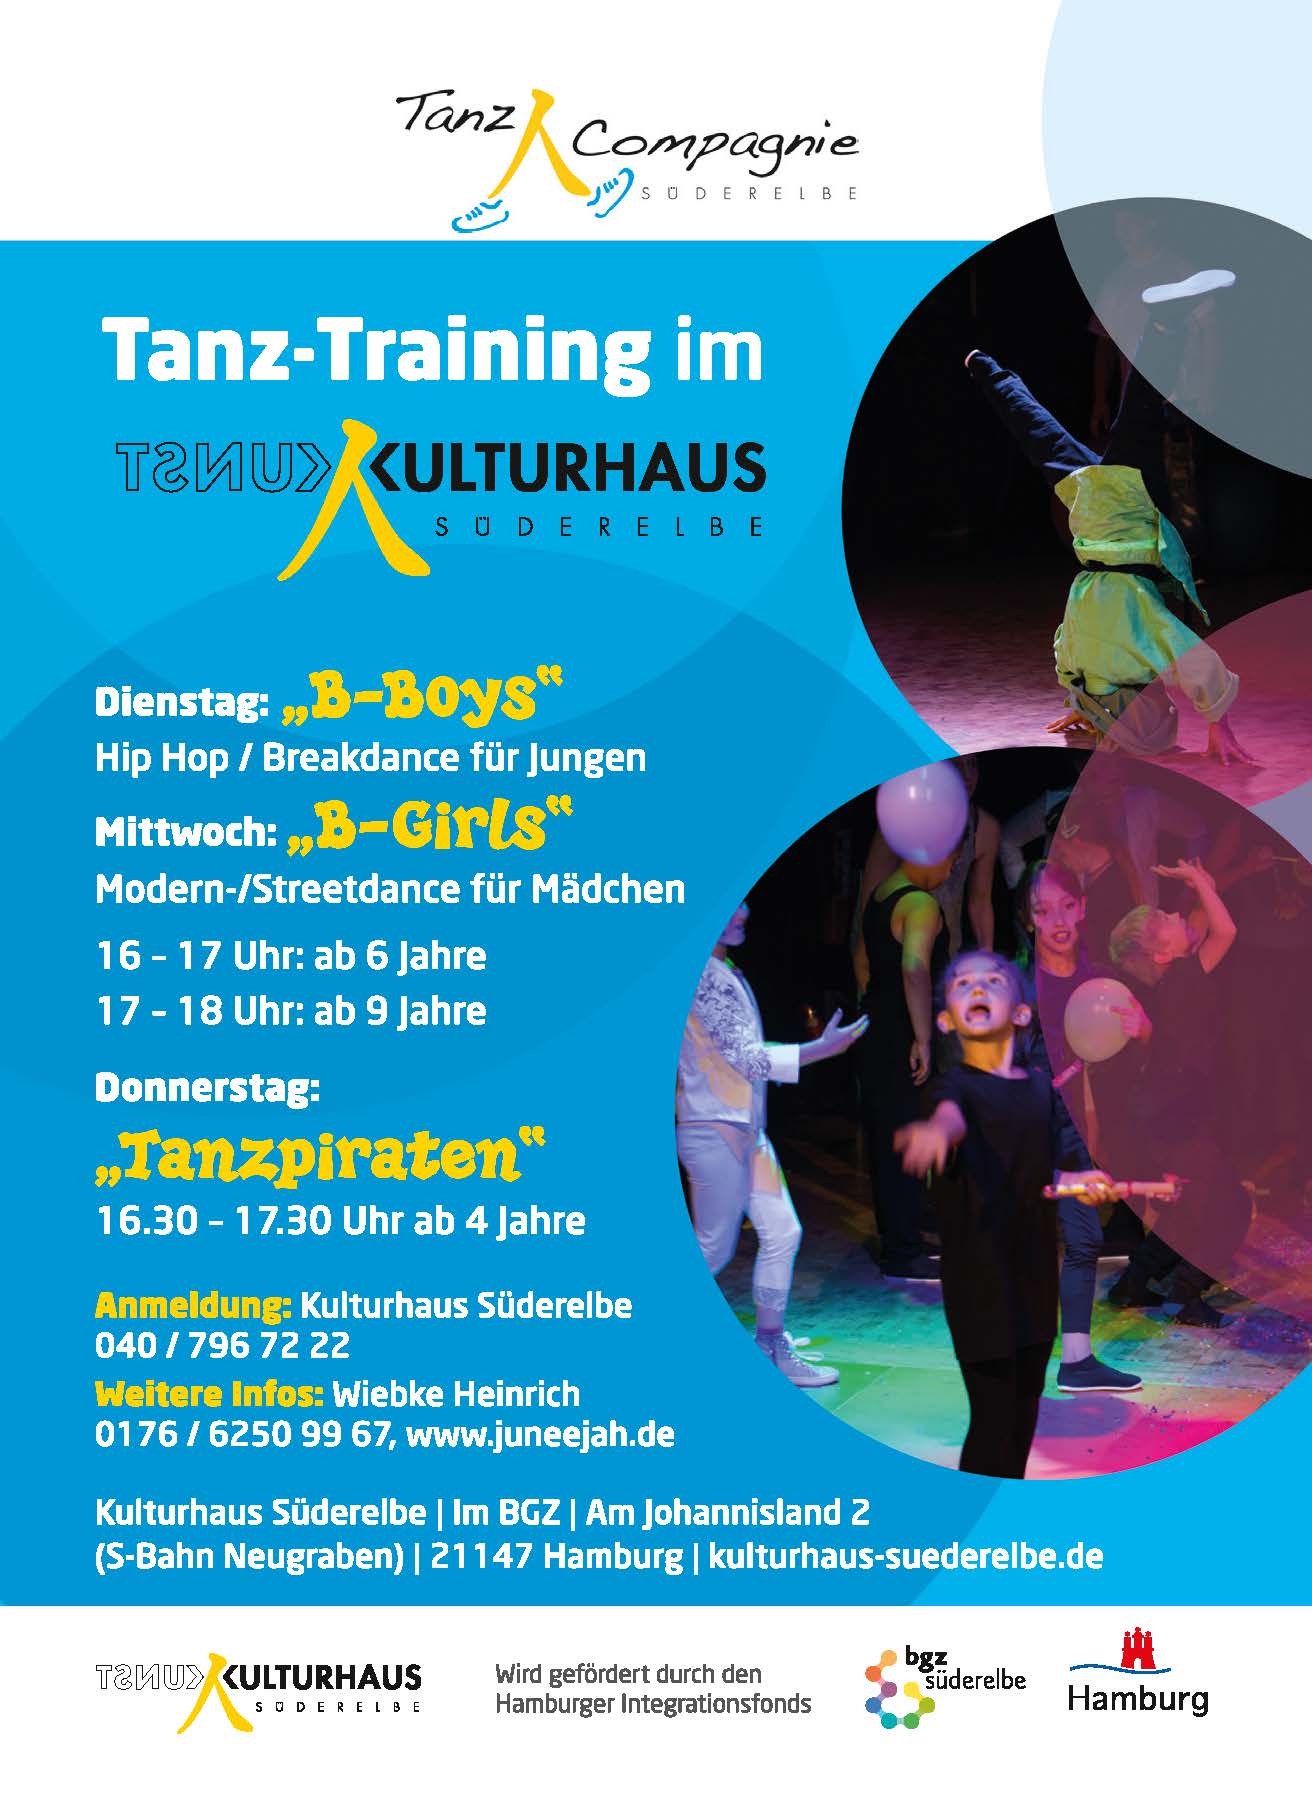 Tanz Compagnie
SÜDERELBE
Tanz-Training im
KUNST KULTURHAUS
SÜDERELBE
Dienstag: „B-Boys“
Hip Hop / Breakdance für Jungen
Mittwoch: „B-Girls“
Modern-/Streetdance für Mädchen
16 – 17 Uhr: ab 6 Jahre
17 – 18 Uhr: ab 9 Jahre
Donnerstag:
„Tanzpiraten“
16.30 – 17.30 Uhr ab 4 Jahre
Anmeldung: Kulturhaus Süderelbe
040 / 796 72 22
Weitere Infos: Wiebke Heinrich
0176 / 6250 99 67, www.juneejah.de
Kulturhaus Süderelbe | Im BGZ | Am Johannisland 2
(S-Bahn Neugraben) | 21147 Hamburg | kulturhaus-suederelbe.de
KUNST KULTURHAUS
SÜDERELBE
Wird gefördert durch den
Hamburger Integrationsfonds
bgz
süderelbe
Hamburg